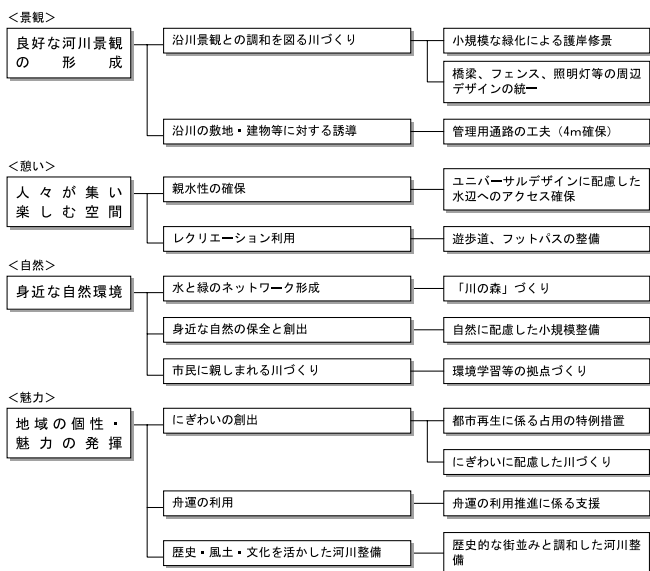 <景観>
良好な河川景観
の形成
沿川景観との調和を図る川づくり
小規模な緑化による護岸修景
橋梁、フェンス、照明灯等の周辺
デザインの統一
沿川の敷地・建物等に対する誘導
管理用通路の工夫（4m確保）
<憩い>
人々が集い
楽しむ空間
親水性の確保
ユニバーサルデザインに配慮した
水辺へのアクセス確保
レクリエーション利用
遊歩道、フットパスの整備
<自然>
身近な自然環境
水と緑のネットワーク形成
「川の森」づくり
身近な自然の保全と創出
自然に配慮した小規模整備
市民に親しまれる川づくり
環境学習等の拠点づくり
<魅力>
地域の個性・
魅力の発揮
にぎわいの創出
都市再生に係る占用の特例措置
にぎわいに配慮した川づくり
舟運の利用
舟運の利用推進に係る支援
歴史・風土・文化を活かした河川整備
歴史的な街並みと調和した河川整
備